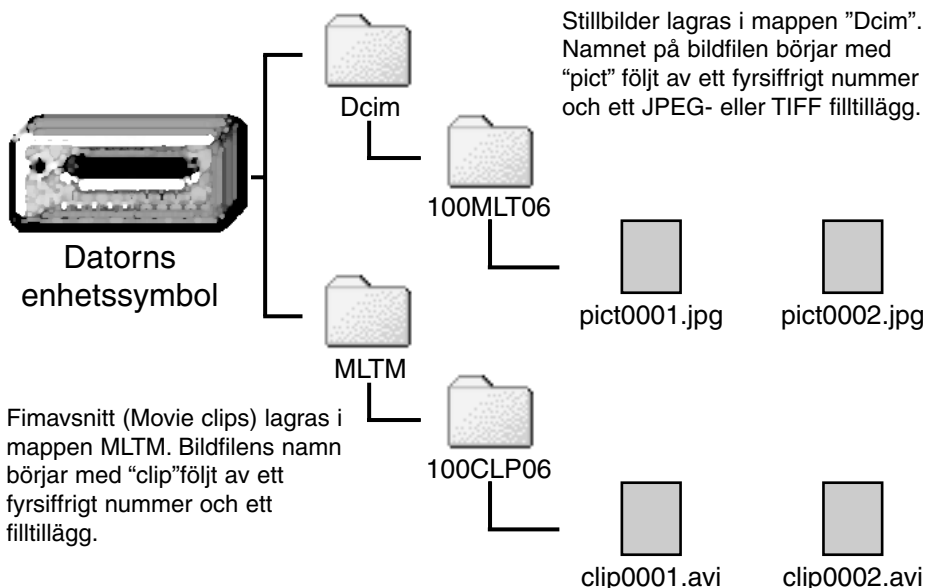 Stillbilder lagras i mappen ”Dcim”.
Namnet på bildfilen börjar med
“pict” följt av ett fyrsiffrigt nummer
och ett JPEG- eller TIFF filtillägg.
Dcim
100MLT06
Datorns
enhetssymbol
pict0001.jpg
pict0002.jpg
MLTM
Fimavsnitt (Movie clips) lagras i
mappen MLTM. Bildfilens namn
börjar med “clip”följt av ett
fyrsiffrigt nummer och ett
filltillägg.
100CLP06
clip0001.avi
clip0002.avi